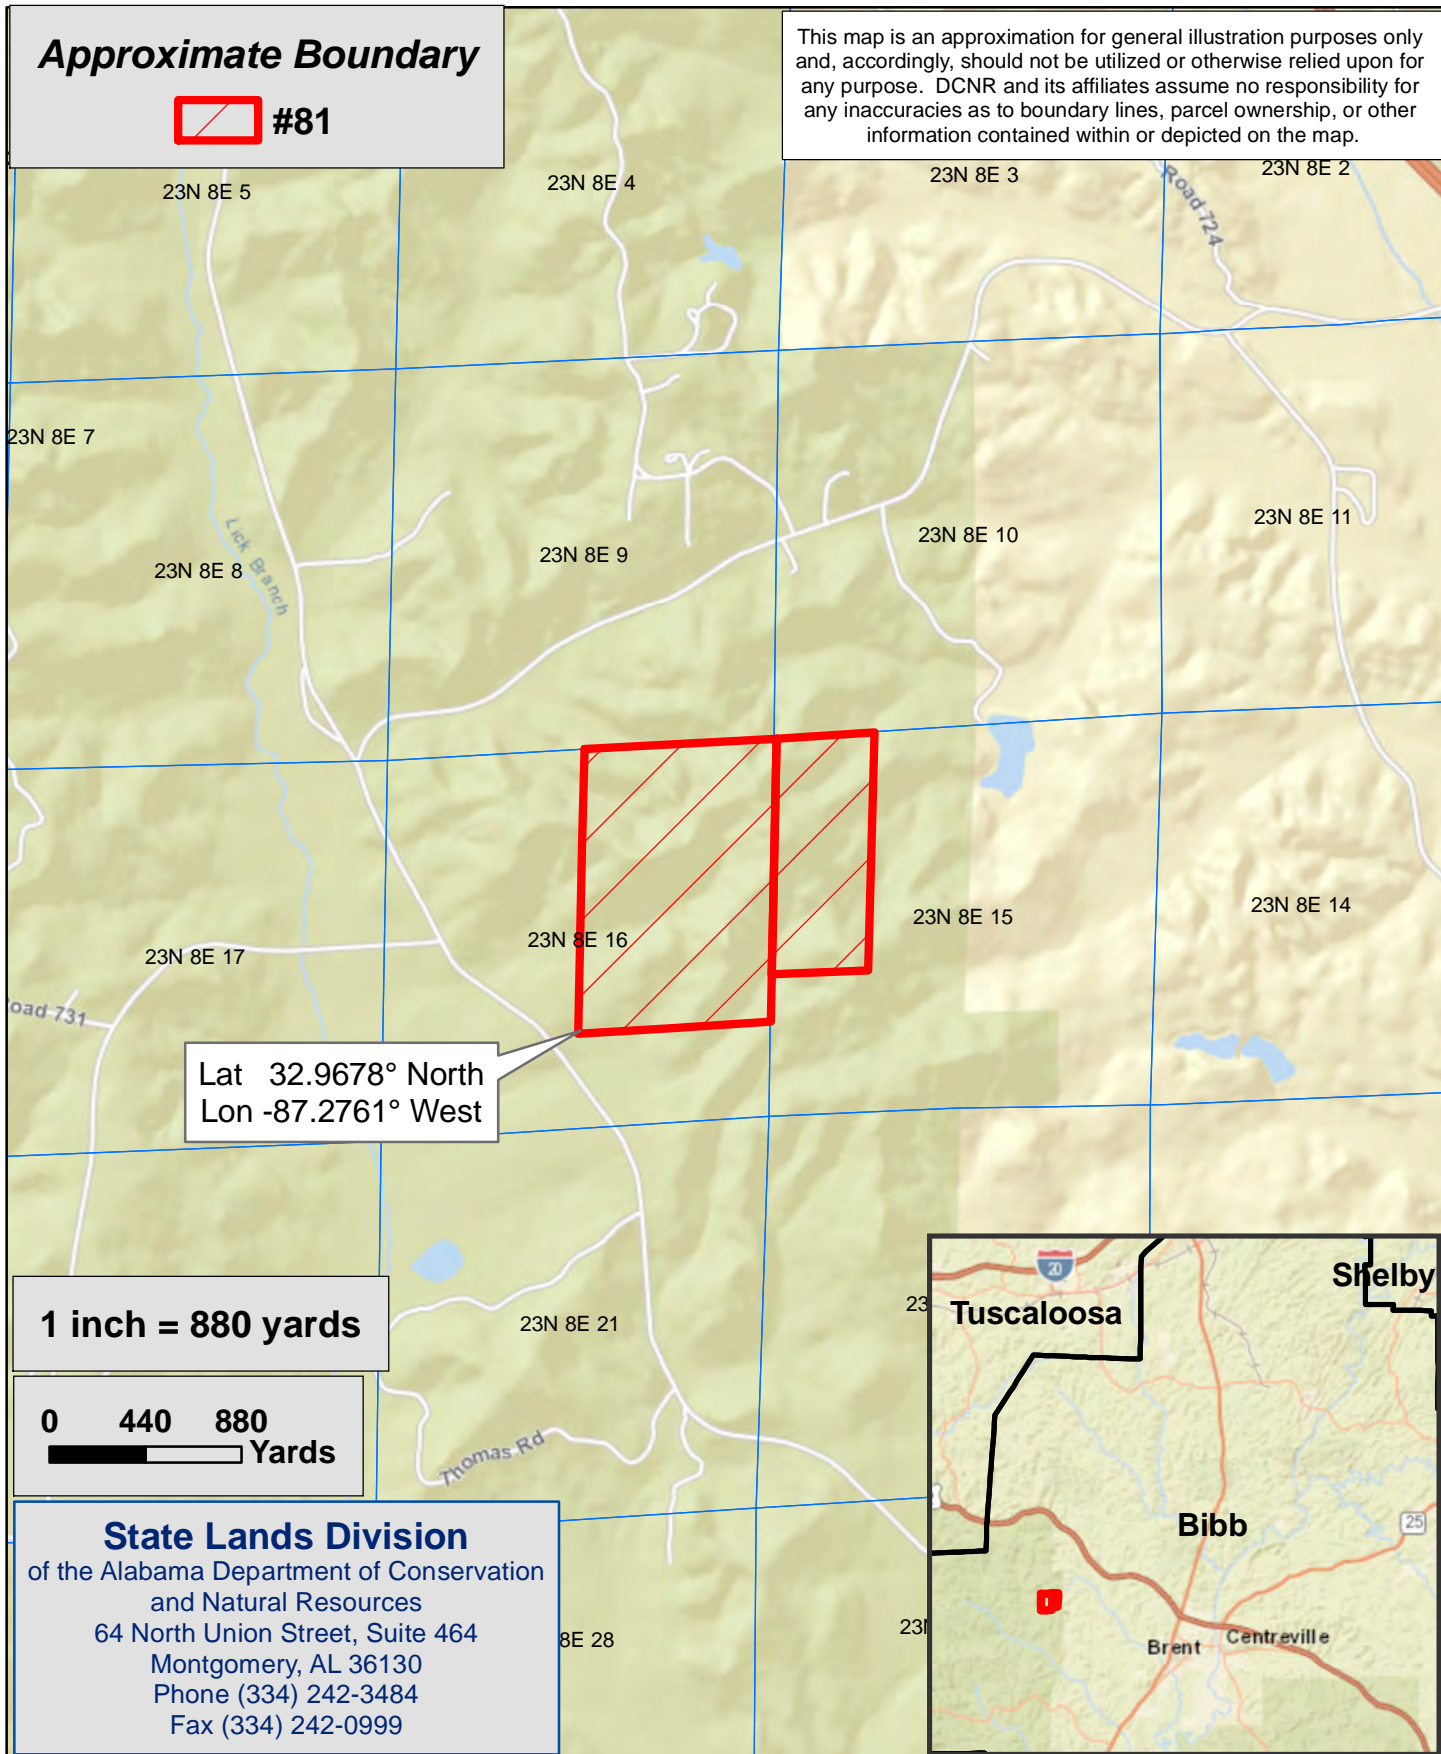 Approximate Boundary
#81
This map is an approximation for general illustration purposes only
and, accordingly, should not be utilized or otherwise relied upon for
any purpose. DCNR and its affiliates assume no responsibility for
any inaccuracies as to boundary lines, parcel ownership, or other
information contained within or depicted on the map.
23N 8E 5
23N 8E 4
23N 8E 3
23N 8E 2
Road 724
23N 8E 7
23N 8E 8
Lick Branch
23N 8E 9
23N 8E 10
23N 8E 11
23N 8E 17
23N 8E 16
23N 8E 15
23N 8E 14
oad 731
Lat 32.9678° North
Lon -87.2761° West
23N 8E 21
23
Thomas Rd
8E 28
23
1 inch = 880 yards
0 440 880
Yards
State Lands Division
of the Alabama Department of Conservation
and Natural Resources
64 North Union Street, Suite 464
Montgomery, AL 36130
Phone (334) 242-3484
Fax (334) 242-0999
20
Shelby
Tuscaloosa
Bibb
25
Brent
Centreville